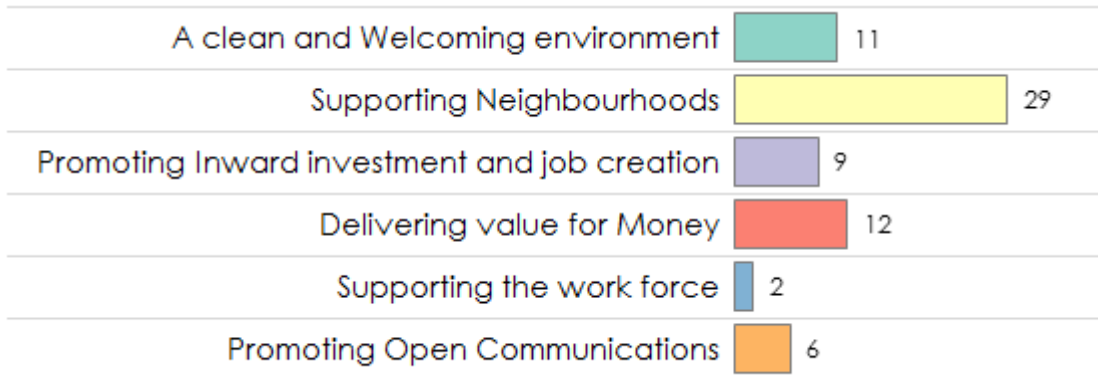 A clean and Welcoming environment 11
Supporting Neighbourhoods 29
Promoting Inward investment and job creation 9
Delivering value for Money 12
Supporting the work force 2
Promoting Open Communications 6